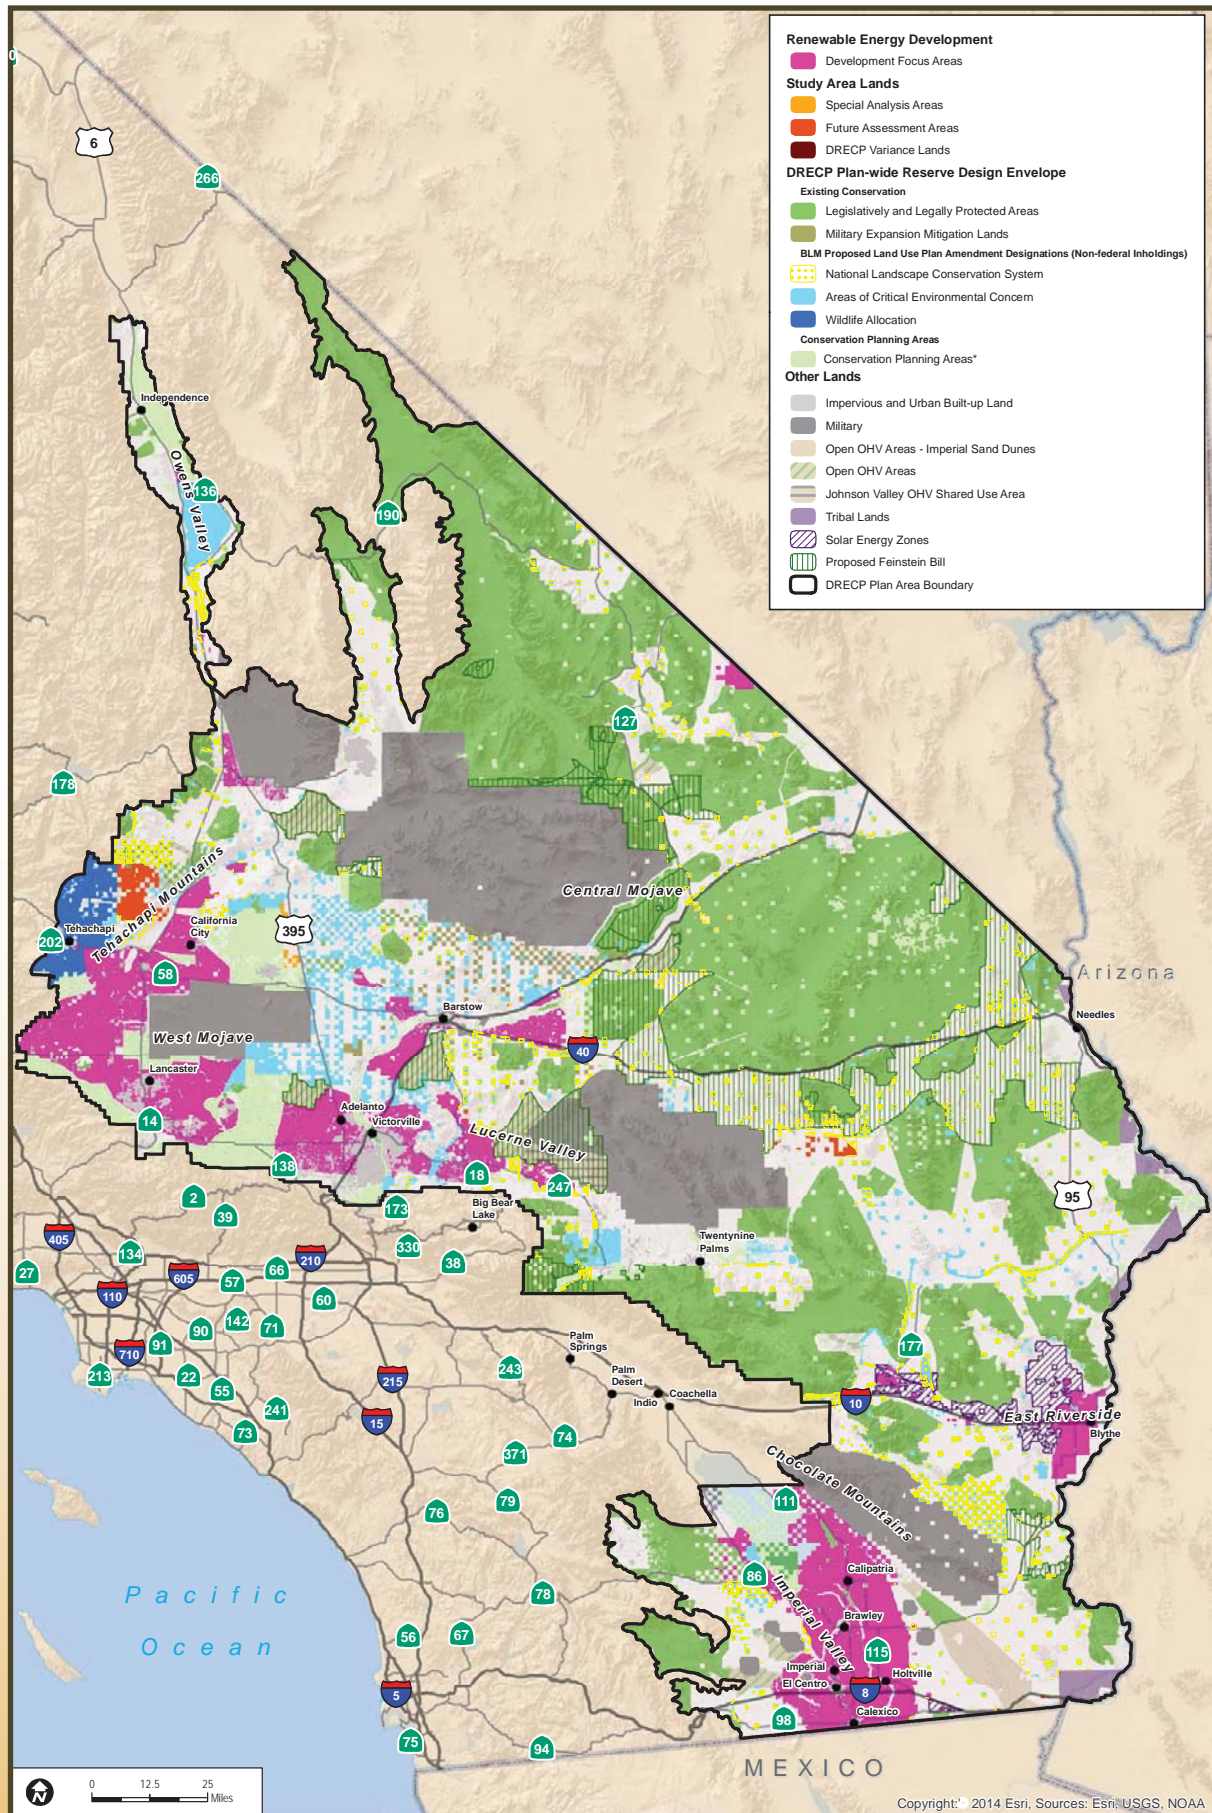 Renewable Energy Development
Development Focus Areas
Study Area Lands
Special Analysis Areas
Future Assessment Areas
DRECP Variance Lands
DRECP Plan-wide Reserve Design Envelope
Existing Conservation
Legislatively and Legally Protected Areas
Military Expansion Mitigation Lands
BLM Proposed Land Use Plan Amendment Designations (Non-federal Inholdings)
National Landscape Conservation System
Areas of Critical Environmental Concern
Wildlife Allocation
Conservation Planning Areas
Conservation Planning Areas*
Other Lands
Impervious and Urban Built-up Land
Military
Open OHV Areas - Imperial Sand Dunes
Open OHV Areas
Johnson Valley OHV Shared Use Area
Tribal Lands
Solar Energy Zones
Proposed Feinstein Bill
DRECP Plan Area Boundary
6
266
Independence
Owens Valley
136
190
127
178
Tehachapi Mountains
Central Mojave
California
City
395
Tehachapi
202
58
Arizona
Barstow
Needles
West Mojave
40
Lancaster
14
Adelanto
Victorville
Lucerne Valley
138
18
247
95
2
173
Big Bear
Lake
39
405
330
Twentynine
Palms
134
210
38
27
605
57
66
110
60
142
71
90
91
710
Palm
Springs
177
213
22
243
215
Palm
Desert
55
Coachella
Indio
10
241
15
East Riverside
73
74
Blythe
371
Chocolate Mountains
79
111
76
86
Calipatria
78
Imperial Valley
Pacific
Ocean
Brawley
56
67
115
Imperial
Holtville
El Centro
5
8
98
Calexico
75
94
MEXICO
N
0
12.5
25
Miles
Copyright:© 2014 Esri, Sources: Esri, USGS, NOAA